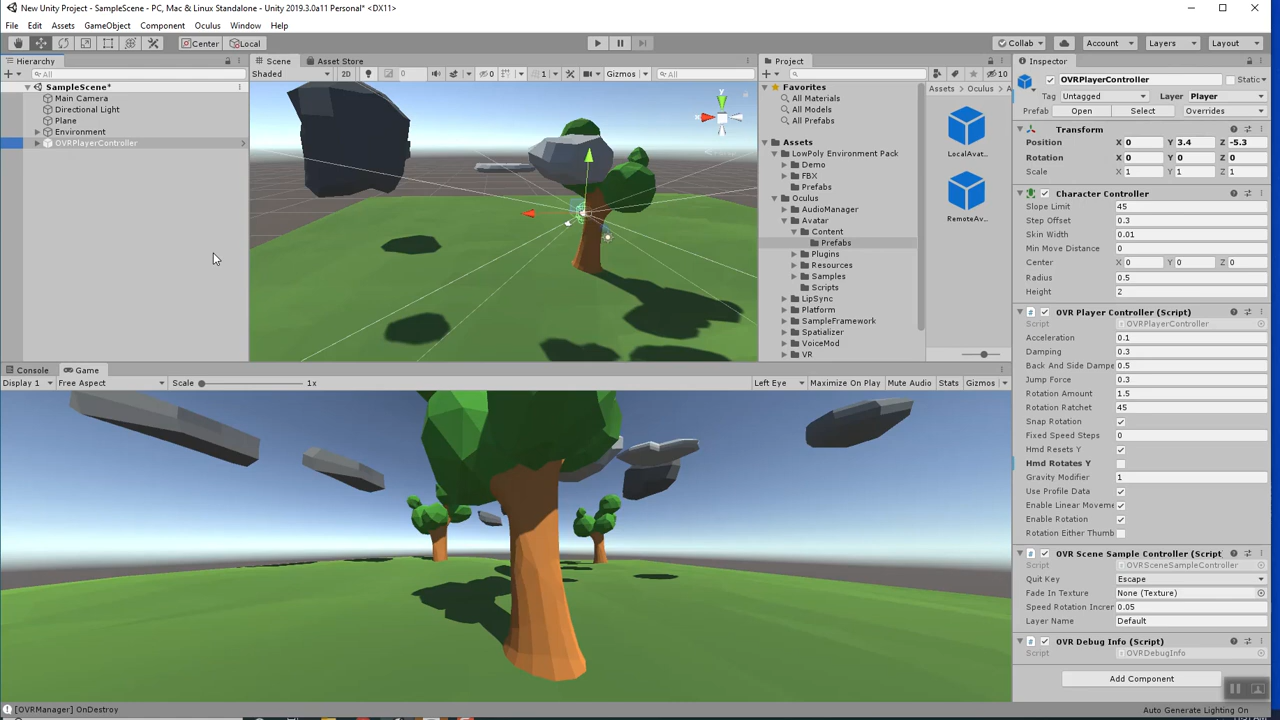 New Unity Project - SampleScene - PC, Mac & Linux Standalone - Unity 2019.3.0a11 Personal* <DX11>
File Edit Assets GameObject Component Oculus Window Help
Center Local Collab Account Layers Layout
Hierarchy
All
SampleScene*
Main Camera
Directional Light
Plane
Environment
OVRPlayerController
Scene Asset Store
Shaded 2D 0 0 1 Gizmos All
Project
10
Favorites
All Materials
All Models
All Prefabs
Assets
LowPoly Environment Pack
Demo
FBX
Prefabs
Oculus
AudioManager
Avatar
Content
Prefabs
Plugins
Resources
Samples
Scripts
LipSync
Platform
SampleFramework
Spatializer
VoiceMod
VR
Assets Oculus A
LocalAvat...
RemoteAv...
Inspector
OVRPlayerController Static
Tag Untagged Layer Player
Prefab Open Select Overrides
Transform
Position X 0 Y 3.4 Z -5.3
Rotation X 0 Y 0 Z 0
Scale X 1 Y 1 Z 1
Character Controller
Slope Limit 45
Step Offset 0.3
Skin Width 0.01
Min Move Distance 0
Center X 0 Y 0 Z 0
Radius 0.5
Height 2
OVR Player Controller (Script)
Script OVRPlayerController
Acceleration 0.1
Damping 0.3
Back And Side Dampe 0.5
Jump Force 0.3
Rotation Amount 1.5
Rotation Ratchet 45
Snap Rotation
Fixed Speed Steps 0
Hmd Resets Y
Hmd Rotates Y
Gravity Modifier 1
Use Profile Data
Enable Linear Moveme
Enable Rotation
Rotation Either Thumb
OVR Scene Sample Controller (Script
Script OVRSceneSampleController
Quit Key Escape
Fade In Texture None (Texture)
Speed Rotation Increr 0.05
Layer Name Default
OVR Debug Info (Script)
Script OVRDebugInfo
Add Component
Console Game
Display 1 Free Aspect Scale 1x Left Eye Maximize On Play Mute Audio Stats Gizmos
[OVRManager] OnDestroy
Auto Generate Lighting On